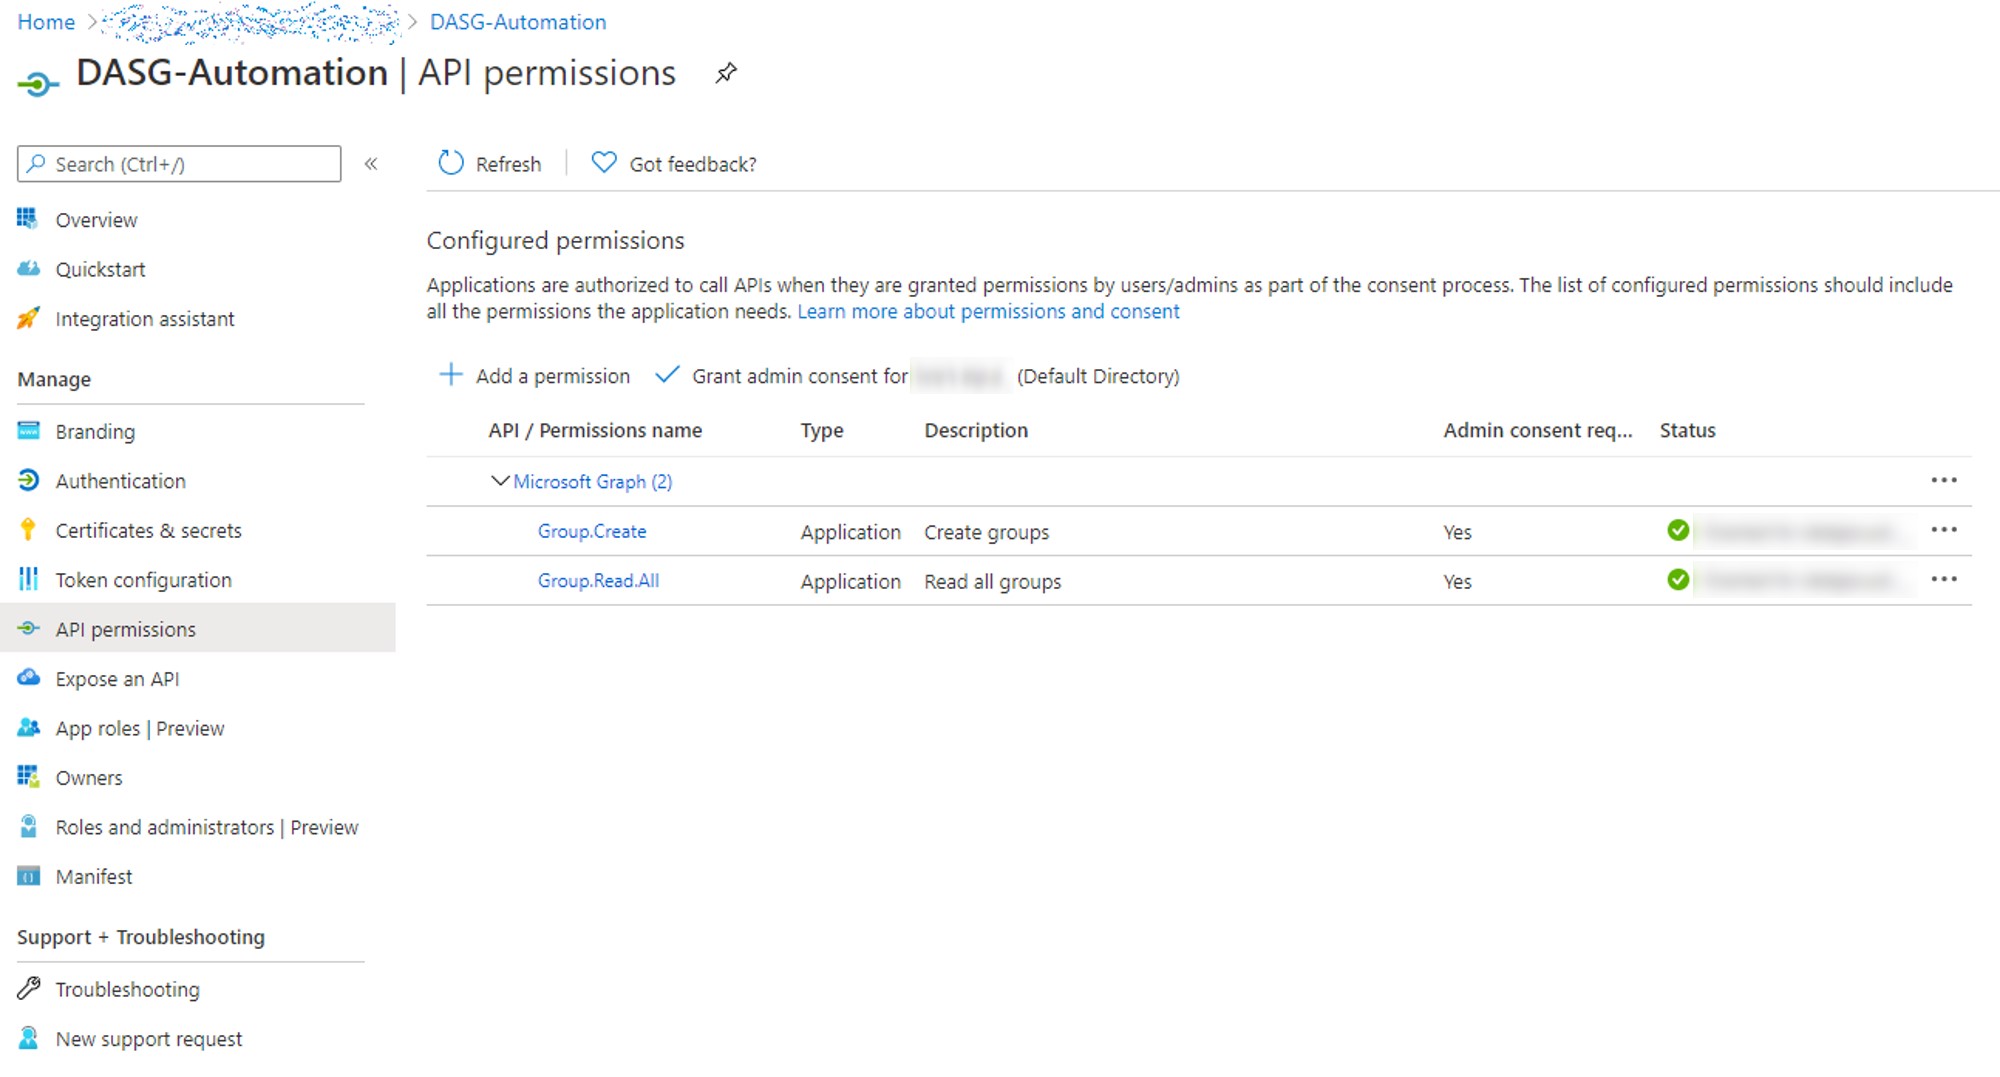 Home > DASG-Automation
DASG-Automation | API permissions
Search (Ctrl+/)
«
Refresh
Got feedback?
Overview
Quickstart
Integration assistant
Manage
Branding
Authentication
Certificates & secrets
Token configuration
API permissions
Expose an API
App roles | Preview
Owners
Roles and administrators | Preview
Manifest
Support + Troubleshooting
Troubleshooting
New support request
Configured permissions
Applications are authorized to call APIs when they are granted permissions by users/admins as part of the consent process. The list of configured permissions should include
all the permissions the application needs. Learn more about permissions and consent
Add a permission Grant admin consent for (Default Directory)
API / Permissions name Type Description Admin consent req... Status
Microsoft Graph (2) ...
Group.Create Application Create groups Yes ...
Group.Read.All Application Read all groups Yes ...